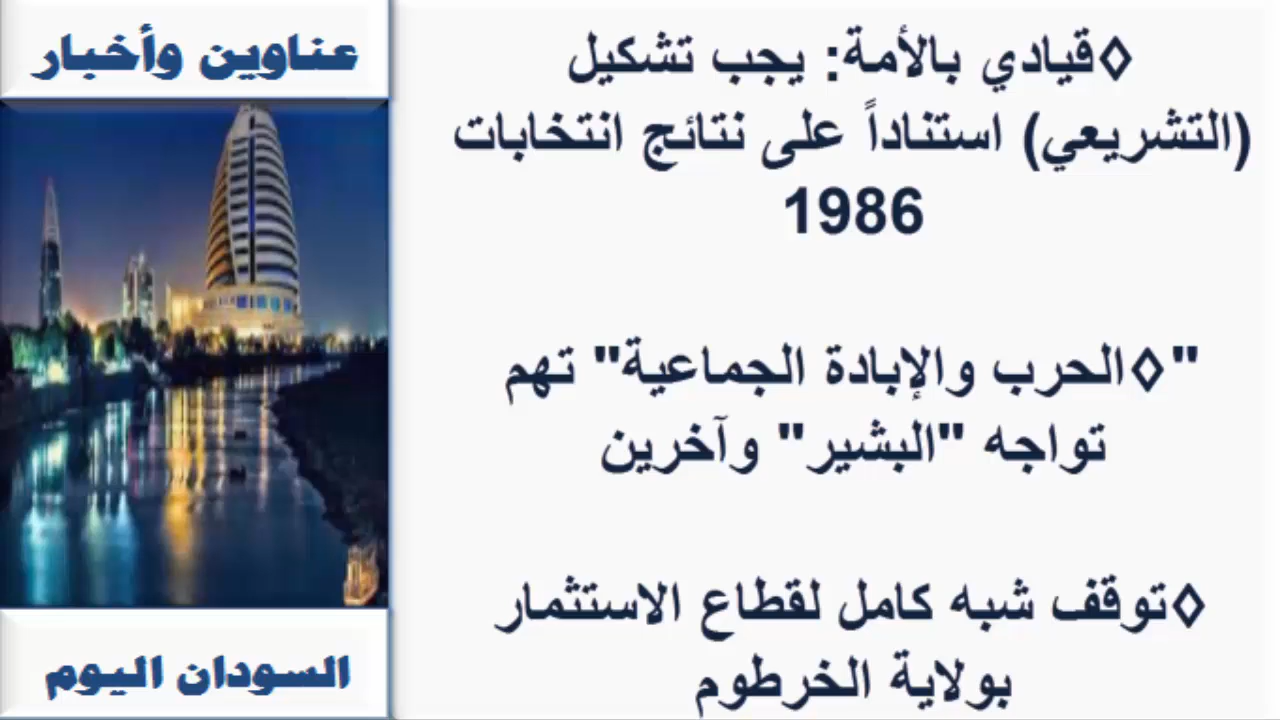 عناوين وأخبار
◊قيادي بالأمة: يجب تشكيل
(التشريعي) استناداً على نتائج انتخابات
1986
"◊الحرب والإبادة الجماعية" تهم
تواجه "البشير" وآخرين
◊توقف شبه كامل لقطاع الاستثمار
بولاية الخرطوم
السودان اليوم